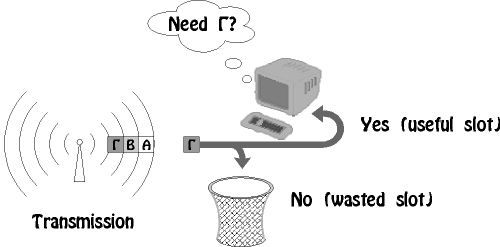 Need Γ?
Γ B A
Γ
Yes (useful slot)
No (wasted slot)
Transmission